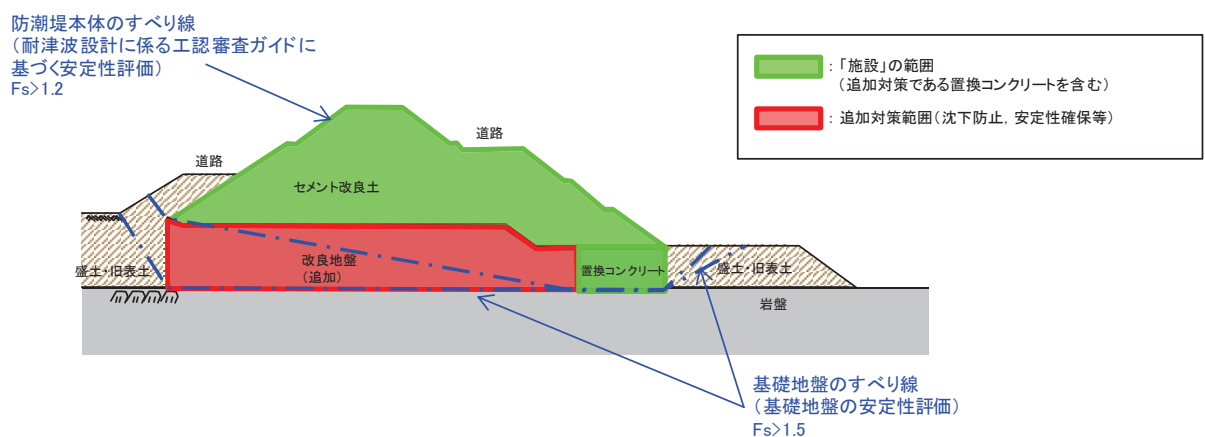 防潮堤本体のすべり線
(耐津波設計に係る工認審査ガイドに
基づく安定性評価)
Fs>1.2
:「施設」の範囲
(追加対策である置換コンクリートを含む)
:追加対策範囲(沈下防止,安定性確保等)
道路
道路
セメント改良土
改良地盤
(追加)
置換コンクリート
盛土・旧表土
盛土・旧表土
岩盤
基礎地盤のすべり線
(基礎地盤の安定性評価)
Fs>1.5